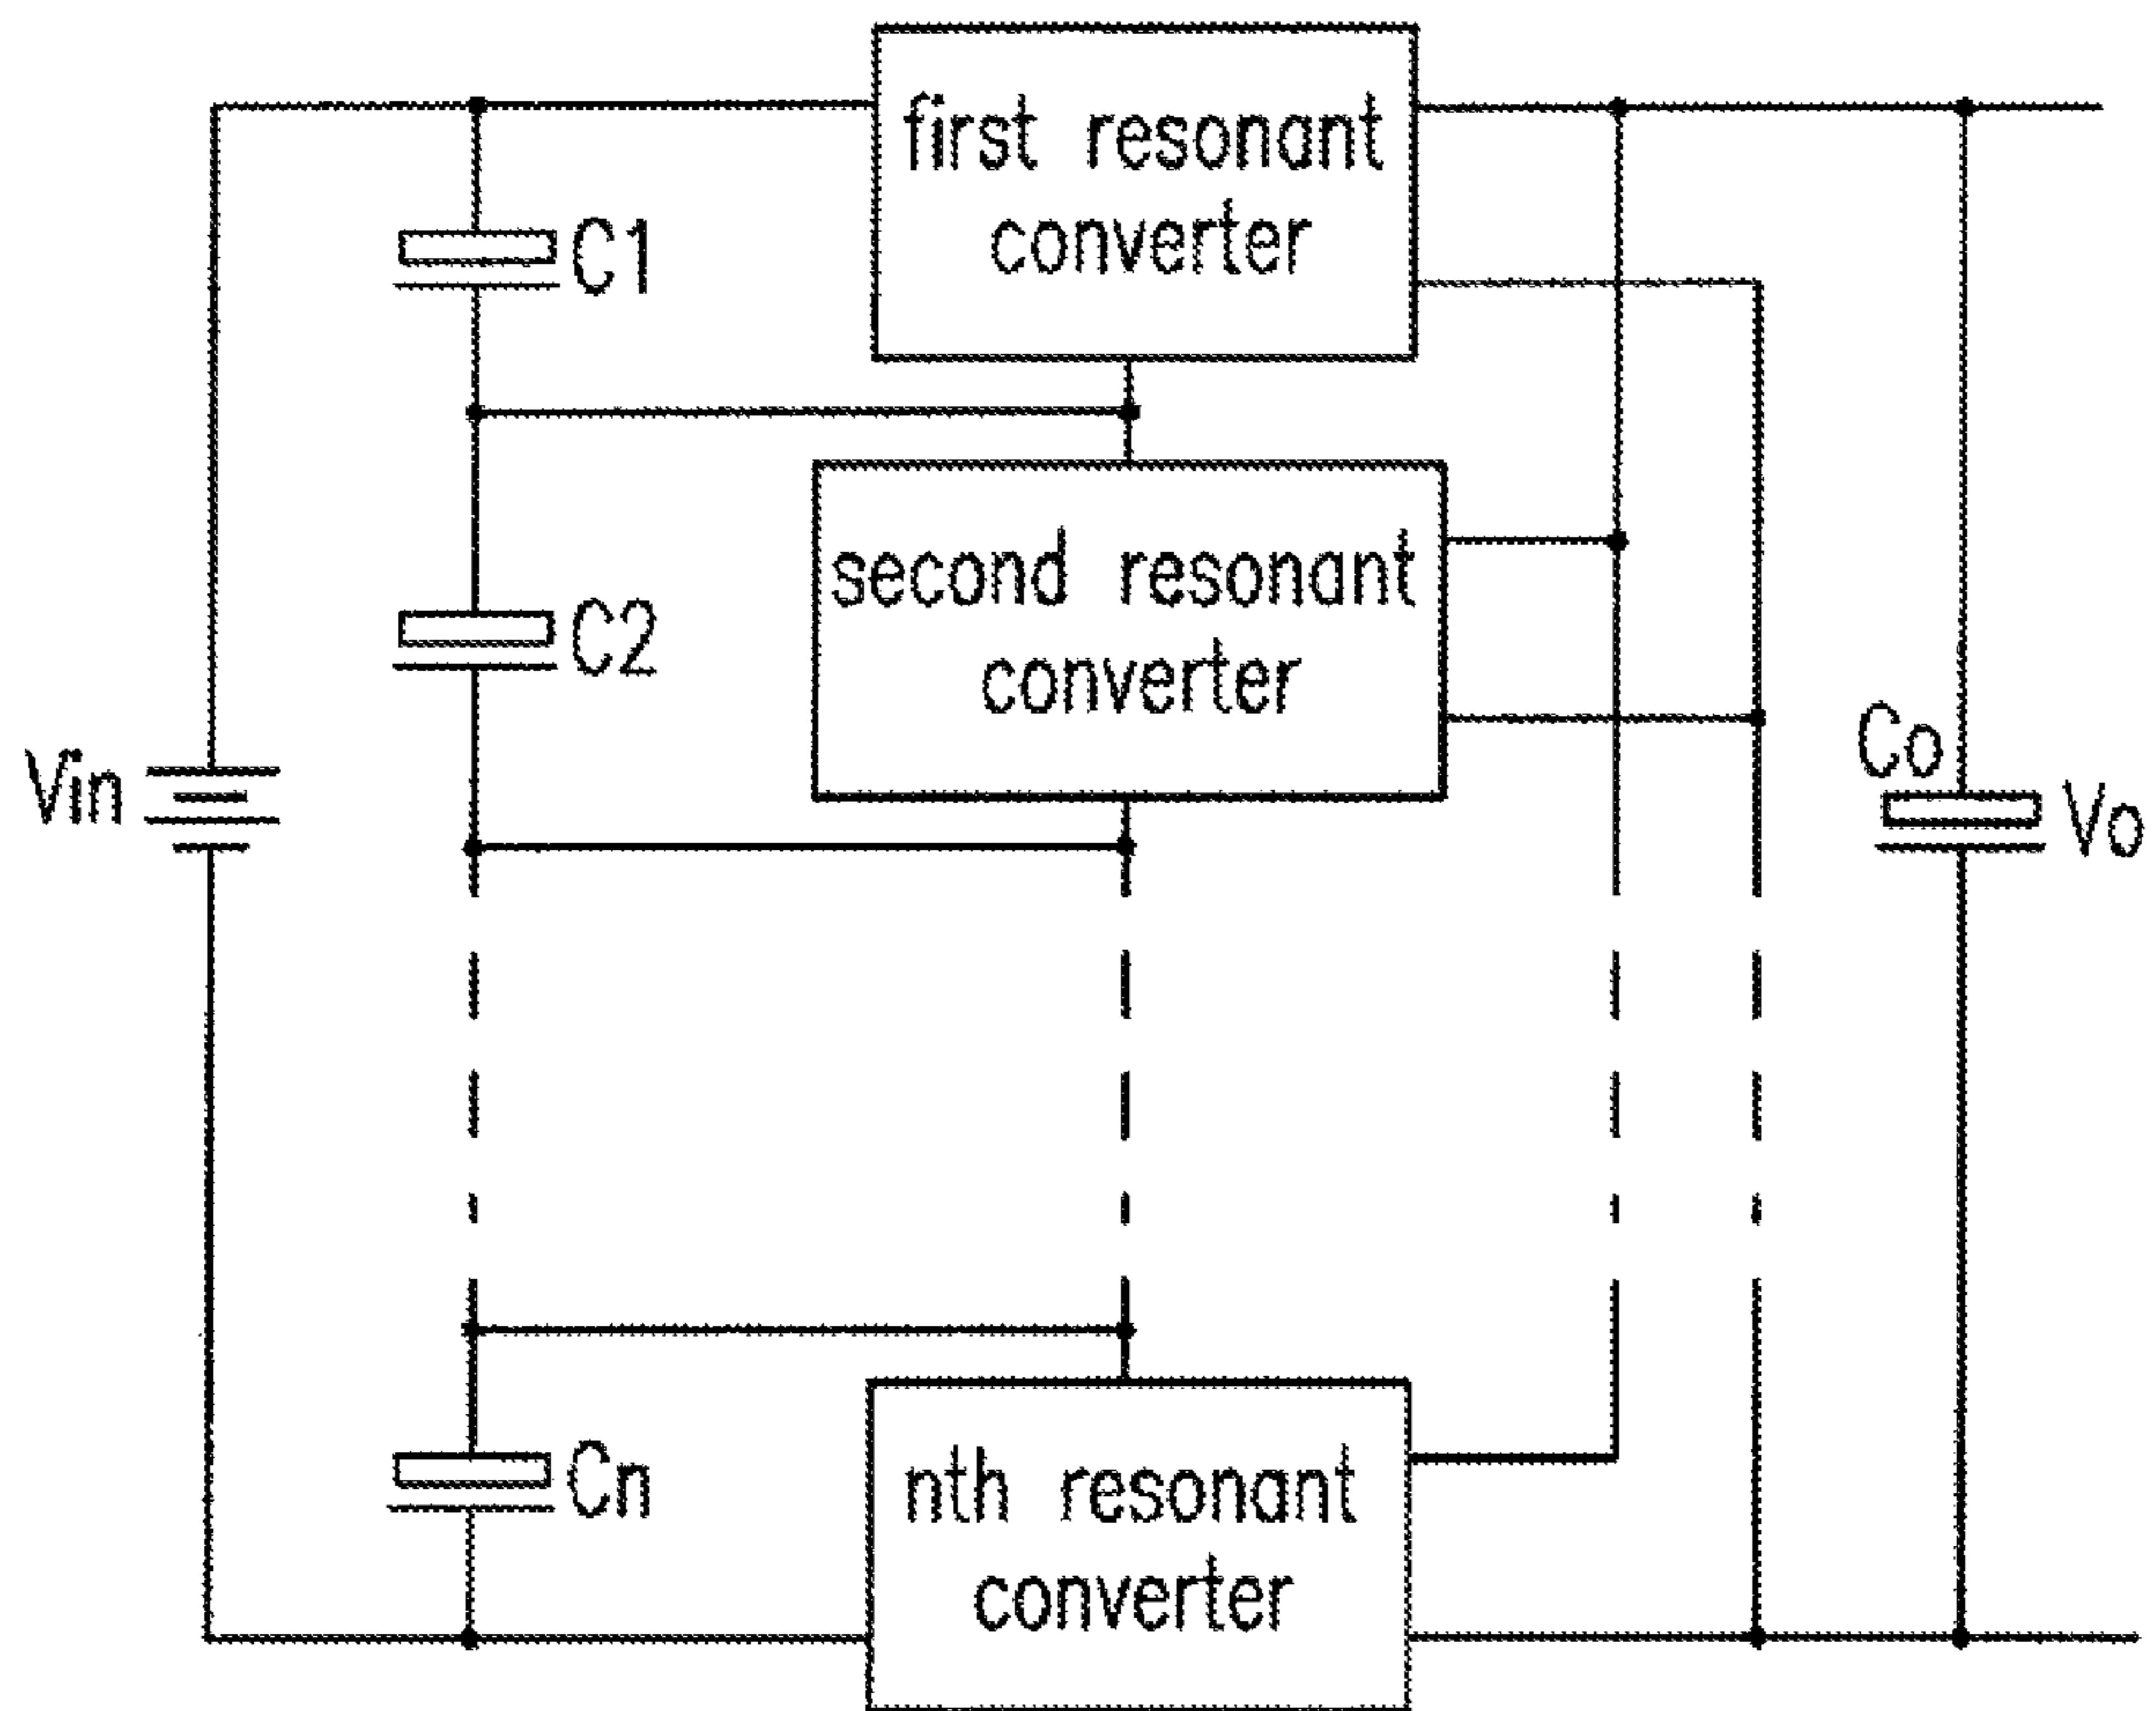 first resonant
converter
C1
second resonant
converter
C2
Co
Vin
Vo
nth resonant
converter
Cn